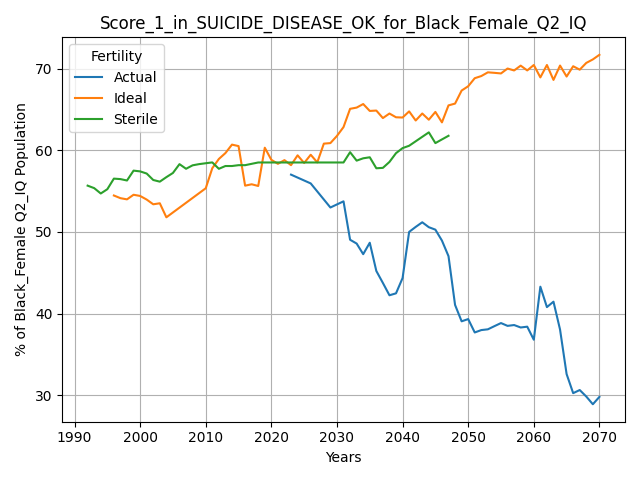 Score_1_in_SUICIDE_DISEASE_OK_for_Black_Female_Q2_IQ
Fertility
Actual
Ideal
Sterile
% of Black_Female Q2_IQ Population
70
60
50
40
30
1990 2000 2010 2020 2030 2040 2050 2060 2070
Years